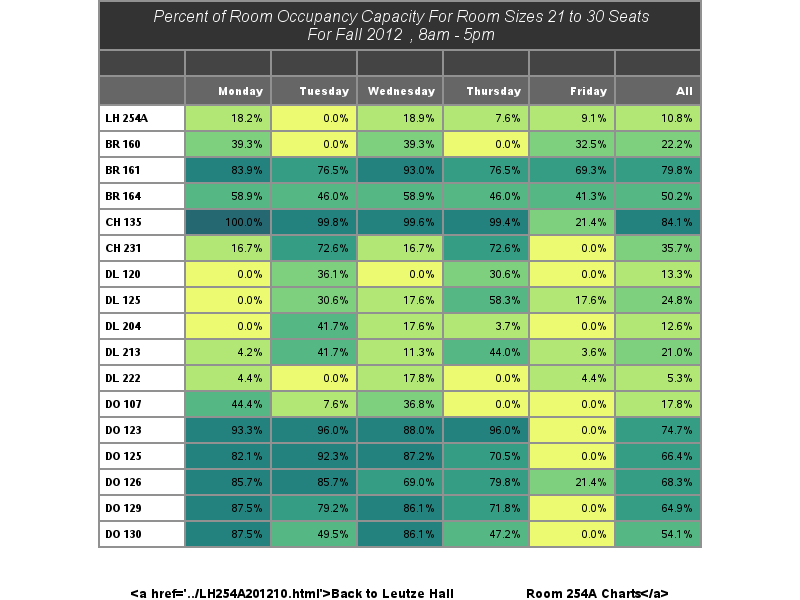 Percent of Room Occupancy Capacity For Room Sizes 21 to 30 Seats
For Fall 2012 , 8am - 5pm
Monday Tuesday Wednesday Thursday Friday All
LH 254A 18.2% 0.0% 18.9% 7.6% 9.1% 10.8%
BR 160 39.3% 0.0% 39.3% 0.0% 32.5% 22.2%
BR 161 83.9% 76.5% 93.0% 76.5% 69.3% 79.8%
BR 164 58.9% 46.0% 58.9% 46.0% 41.3% 50.2%
CH 135 100.0% 99.8% 99.6% 99.4% 21.4% 84.1%
CH 231 16.7% 72.6% 16.7% 72.6% 0.0% 35.7%
DL 120 0.0% 36.1% 0.0% 30.6% 0.0% 13.3%
DL 125 0.0% 30.6% 17.6% 58.3% 17.6% 24.8%
DL 204 0.0% 41.7% 17.6% 3.7% 0.0% 12.6%
DL 213 4.2% 41.7% 11.3% 44.0% 3.6% 21.0%
DL 222 4.4% 0.0% 17.8% 0.0% 4.4% 5.3%
DO 107 44.4% 7.6% 36.8% 0.0% 0.0% 17.8%
DO 123 93.3% 96.0% 88.0% 96.0% 0.0% 74.7%
DO 125 82.1% 92.3% 87.2% 70.5% 0.0% 66.4%
DO 126 85.7% 85.7% 69.0% 79.8% 21.4% 68.3%
DO 129 87.5% 79.2% 86.1% 71.8% 0.0% 64.9%
DO 130 87.5% 49.5% 86.1% 47.2% 0.0% 54.1%
<a href='../LH254A201210.html'>Back to Leutze Hall Room 254A Charts</a>